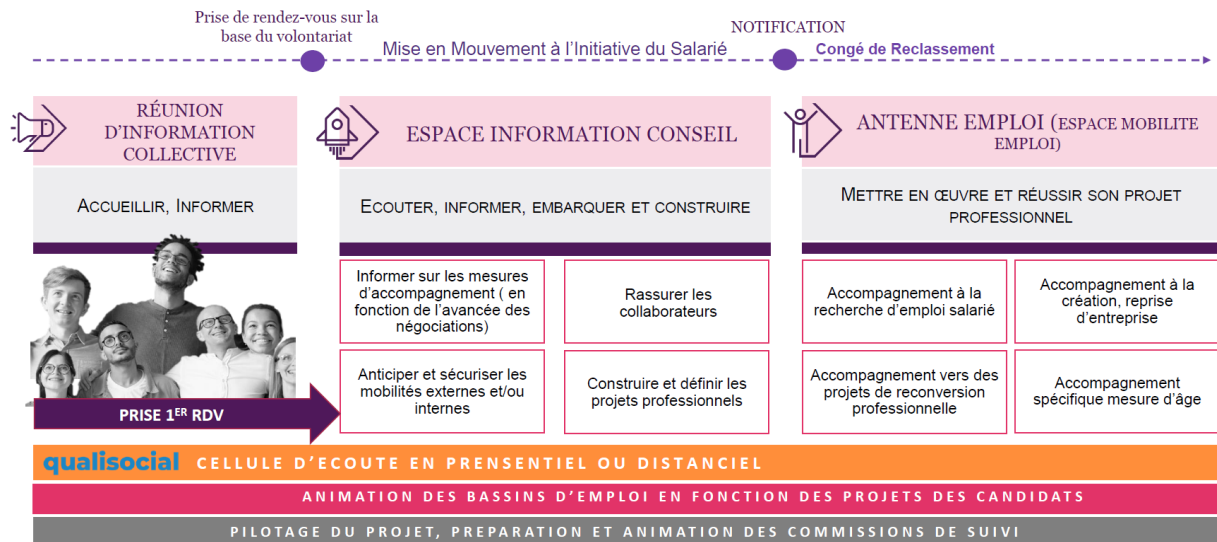 Prise de rendez-vous sur la
base du volontariat
Mise en Mouvement à l'Initiative du Salarié
NOTIFICATION
Congé de Reclassement
RÉUNION
D'INFORMATION
COLLECTIVE
ESPACE INFORMATION CONSEIL
ANTENNE EMPLOI (ESPACE MOBILITE
EMPLOI)
ACCUEILLIR, INFORMER
ECOUTER, INFORMER, EMBARQUER ET CONSTRUIRE
METTRE EN ŒUVRE ET RÉUSSIR SON PROJET
PROFESSIONNEL
Informer sur les mesures
d'accompagnement ( en
fonction de l'avancée des
négociations)
Rassurer les
collaborateurs
Accompagnement à la
recherche d'emploi salarié
Accompagnement à la
création, reprise
d'entreprise
Anticiper et sécuriser les
mobilités externes et/ou
internes
Construire et définir les
projets professionnels
Accompagnement vers des
projets de reconversion
professionnelle
Accompagnement
spécifique mesure d'âge
PRISE 1ER RDV
qualisocial CELLULE D'ECOUTE EN PRENSENTIEL OU DISTANCIEL
ANIMATION DES BASSINS D'EMPLOI EN FONCTION DES PROJETS DES CANDIDATS
PILOTAGE DU PROJET, PREPARATION ET ANIMATION DES COMMISSIONS DE SUIVI